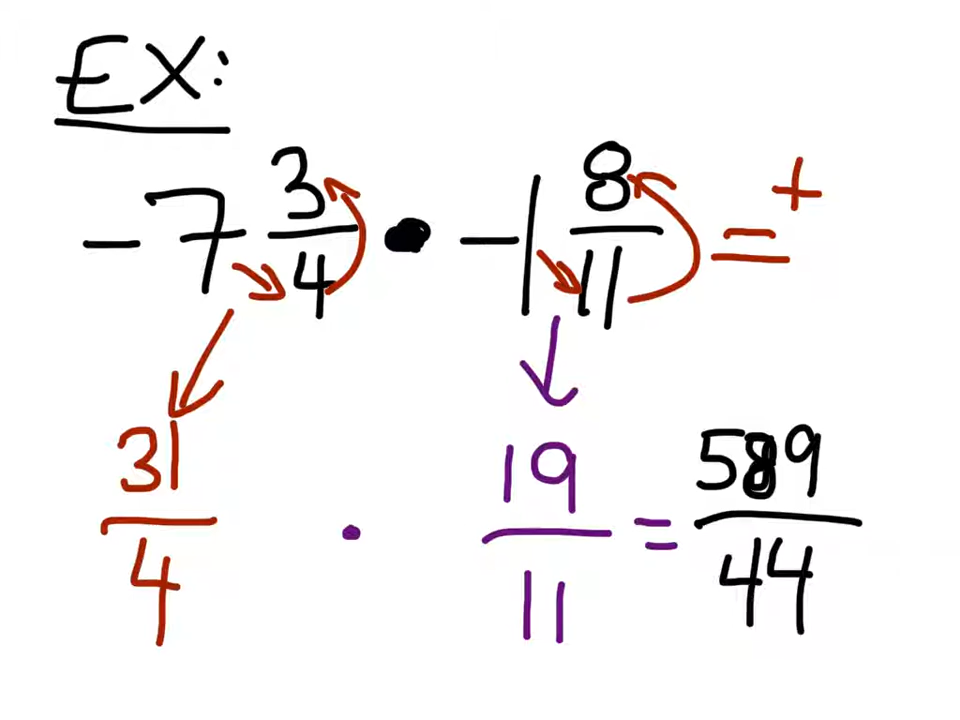 EX:
-7 3/4 • -1 8/11 = +
31/4 · 19/11 = 589/44